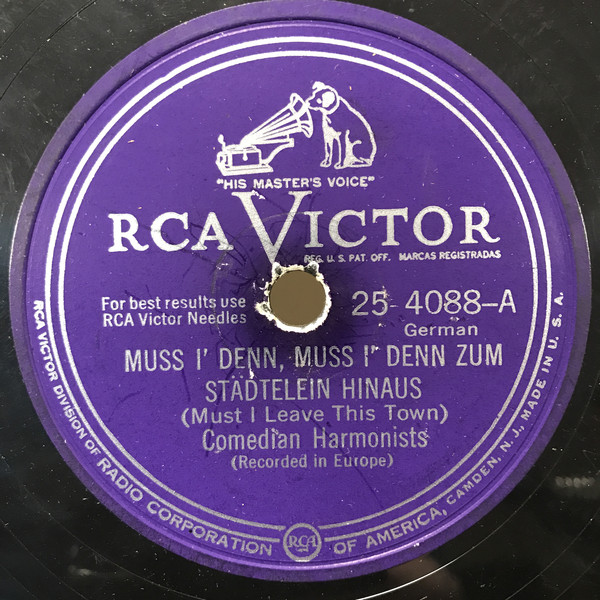 "HIS MASTER'S VOICE"
RCA VICTOR
REG. U. S. PAT. OFF. MARCAS REGISTRADAS
For best results use
RCA Victor Needles
25-4088-A
German
MUSS I' DENN, MUSS I' DENN ZUM
STADTELEIN HINAUS
(Must I Leave This Town)
Comedian Harmonists
(Recorded in Europe)
RCA VICTOR DIVISION OF RADIO CORPORATION OF AMERICA, CAMDEN, N. J., MADE IN U. S. A.
RCA